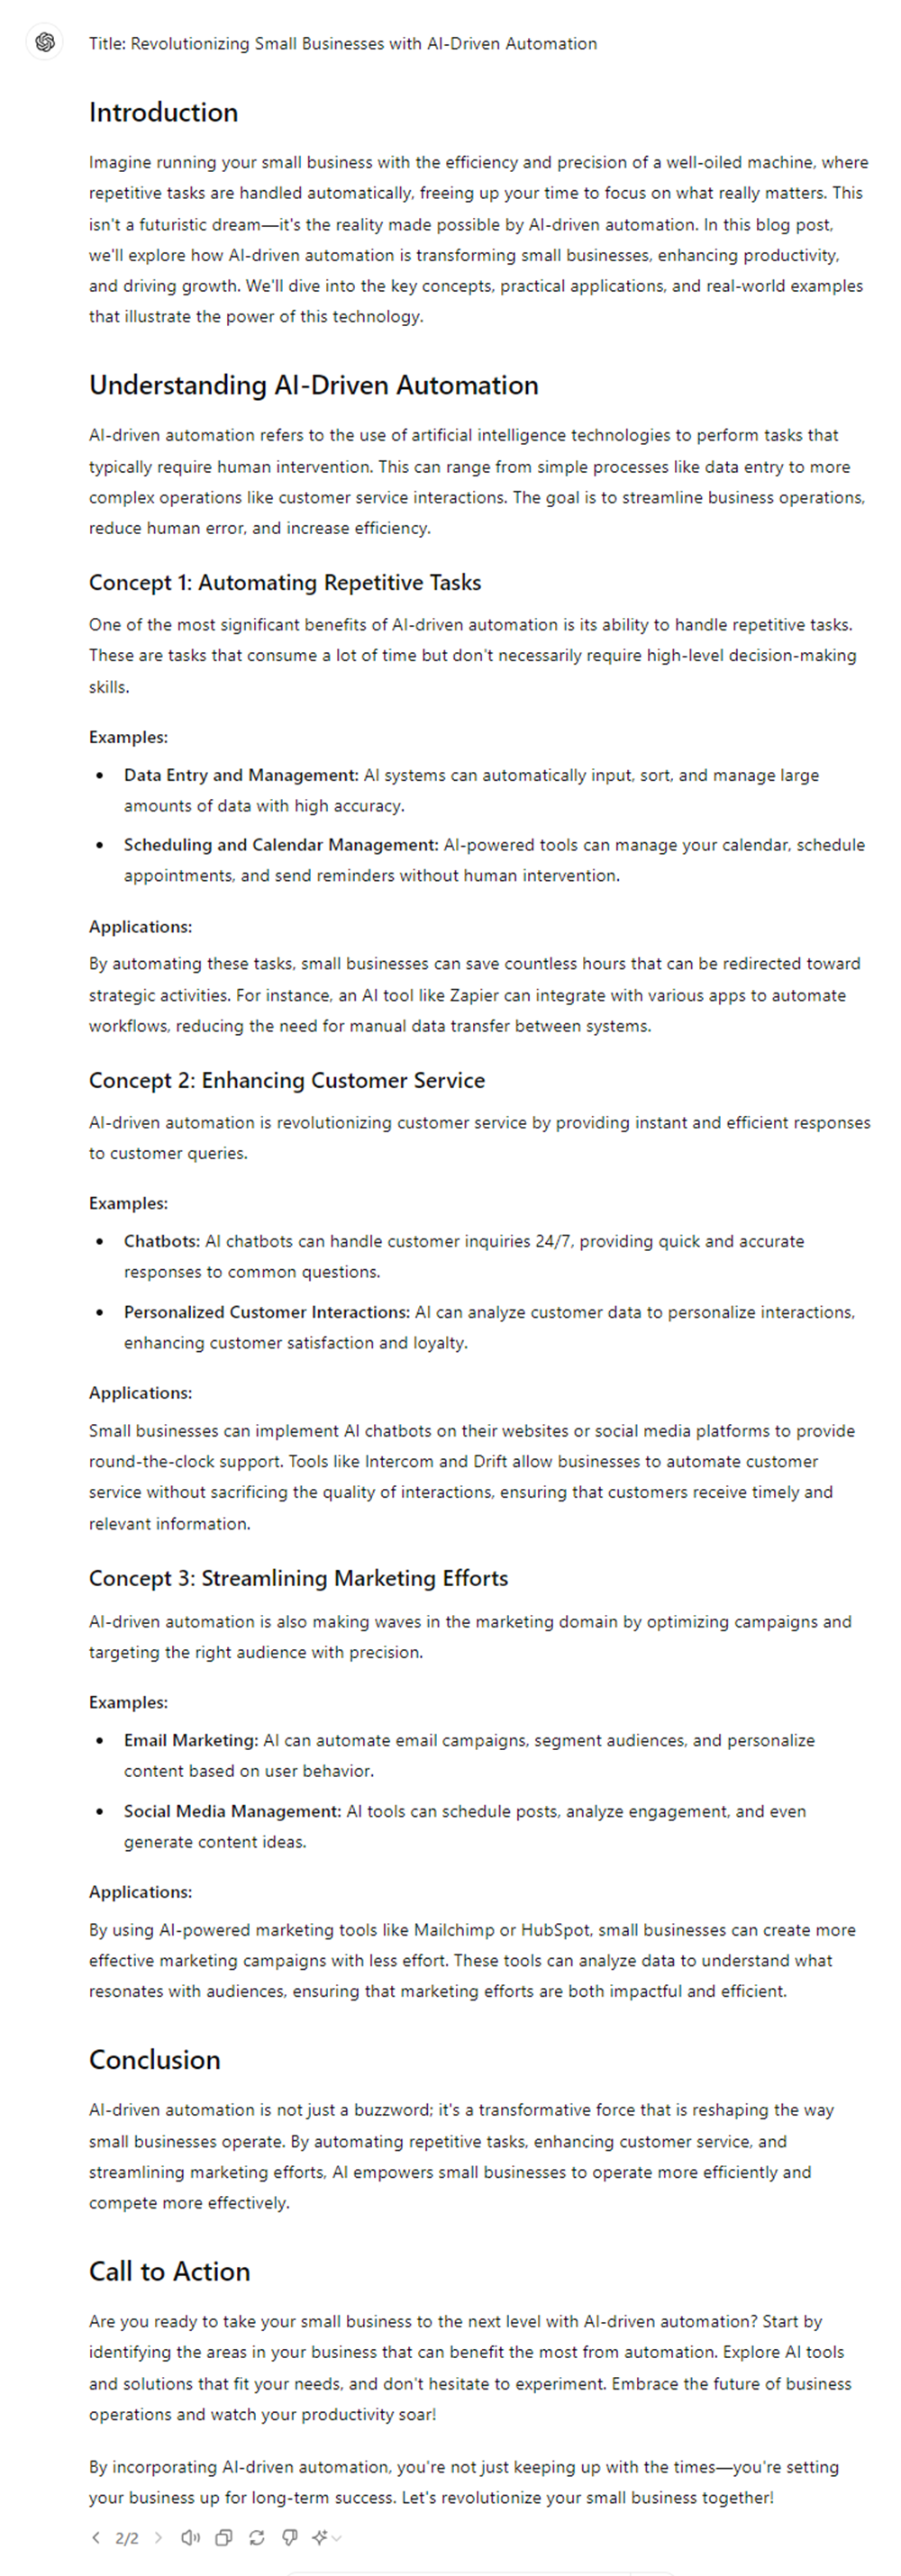 Title: Revolutionizing Small Businesses with AI-Driven Automation
Introduction
Imagine running your small business with the efficiency and precision of a well-oiled machine, where
repetitive tasks are handled automatically, freeing up your time to focus on what really matters. This
isn't a futuristic dream—it's the reality made possible by AI-driven automation. In this blog post,
we'll explore how AI-driven automation is transforming small businesses, enhancing productivity,
and driving growth. We'll dive into the key concepts, practical applications, and real-world examples
that illustrate the power of this technology.
Understanding AI-Driven Automation
AI-driven automation refers to the use of artificial intelligence technologies to perform tasks that
typically require human intervention. This can range from simple processes like data entry to more
complex operations like customer service interactions. The goal is to streamline business operations,
reduce human error, and increase efficiency.
Concept 1: Automating Repetitive Tasks
One of the most significant benefits of AI-driven automation is its ability to handle repetitive tasks.
These are tasks that consume a lot of time but don't necessarily require high-level decision-making
skills.
Examples:
• Data Entry and Management: AI systems can automatically input, sort, and manage large
amounts of data with high accuracy.
• Scheduling and Calendar Management: AI-powered tools can manage your calendar, schedule
appointments, and send reminders without human intervention.
Applications:
By automating these tasks, small businesses can save countless hours that can be redirected toward
strategic activities. For instance, an AI tool like Zapier can integrate with various apps to automate
workflows, reducing the need for manual data transfer between systems.
Concept 2: Enhancing Customer Service
AI-driven automation is revolutionizing customer service by providing instant and efficient responses
to customer queries.
Examples:
• Chatbots: AI chatbots can handle customer inquiries 24/7, providing quick and accurate
responses to common questions.
• Personalized Customer Interactions: AI can analyze customer data to personalize interactions,
enhancing customer satisfaction and loyalty.
Applications:
Small businesses can implement AI chatbots on their websites or social media platforms to provide
round-the-clock support. Tools like Intercom and Drift allow businesses to automate customer
service without sacrificing the quality of interactions, ensuring that customers receive timely and
relevant information.
Concept 3: Streamlining Marketing Efforts
AI-driven automation is also making waves in the marketing domain by optimizing campaigns and
targeting the right audience with precision.
Examples:
• Email Marketing: AI can automate email campaigns, segment audiences, and personalize
content based on user behavior.
• Social Media Management: AI tools can schedule posts, analyze engagement, and even
generate content ideas.
Applications:
By using AI-powered marketing tools like Mailchimp or HubSpot, small businesses can create more
effective marketing campaigns with less effort. These tools can analyze data to understand what
resonates with audiences, ensuring that marketing efforts are both impactful and efficient.
Conclusion
AI-driven automation is not just a buzzword; it's a transformative force that is reshaping the way
small businesses operate. By automating repetitive tasks, enhancing customer service, and
streamlining marketing efforts, AI empowers small businesses to operate more efficiently and
compete more effectively.
Call to Action
Are you ready to take your small business to the next level with AI-driven automation? Start by
identifying the areas in your business that can benefit the most from automation. Explore AI tools
and solutions that fit your needs, and don't hesitate to experiment. Embrace the future of business
operations and watch your productivity soar!
By incorporating AI-driven automation, you're not just keeping up with the times—you're setting
your business up for long-term success. Let's revolutionize your small business together!
2/2